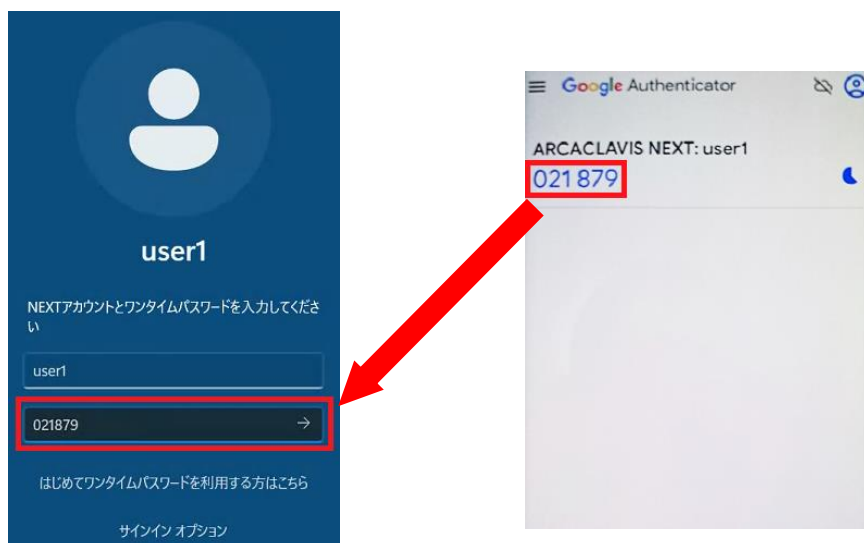 user1
NEXTアカウントとワンタイムパスワードを入力してくださ
い
user1
021879
はじめてワンタイムパスワードを利用する方はこちら
サインイン オプション
Google Authenticator
ARCACLAVIS NEXT: user1
021 879